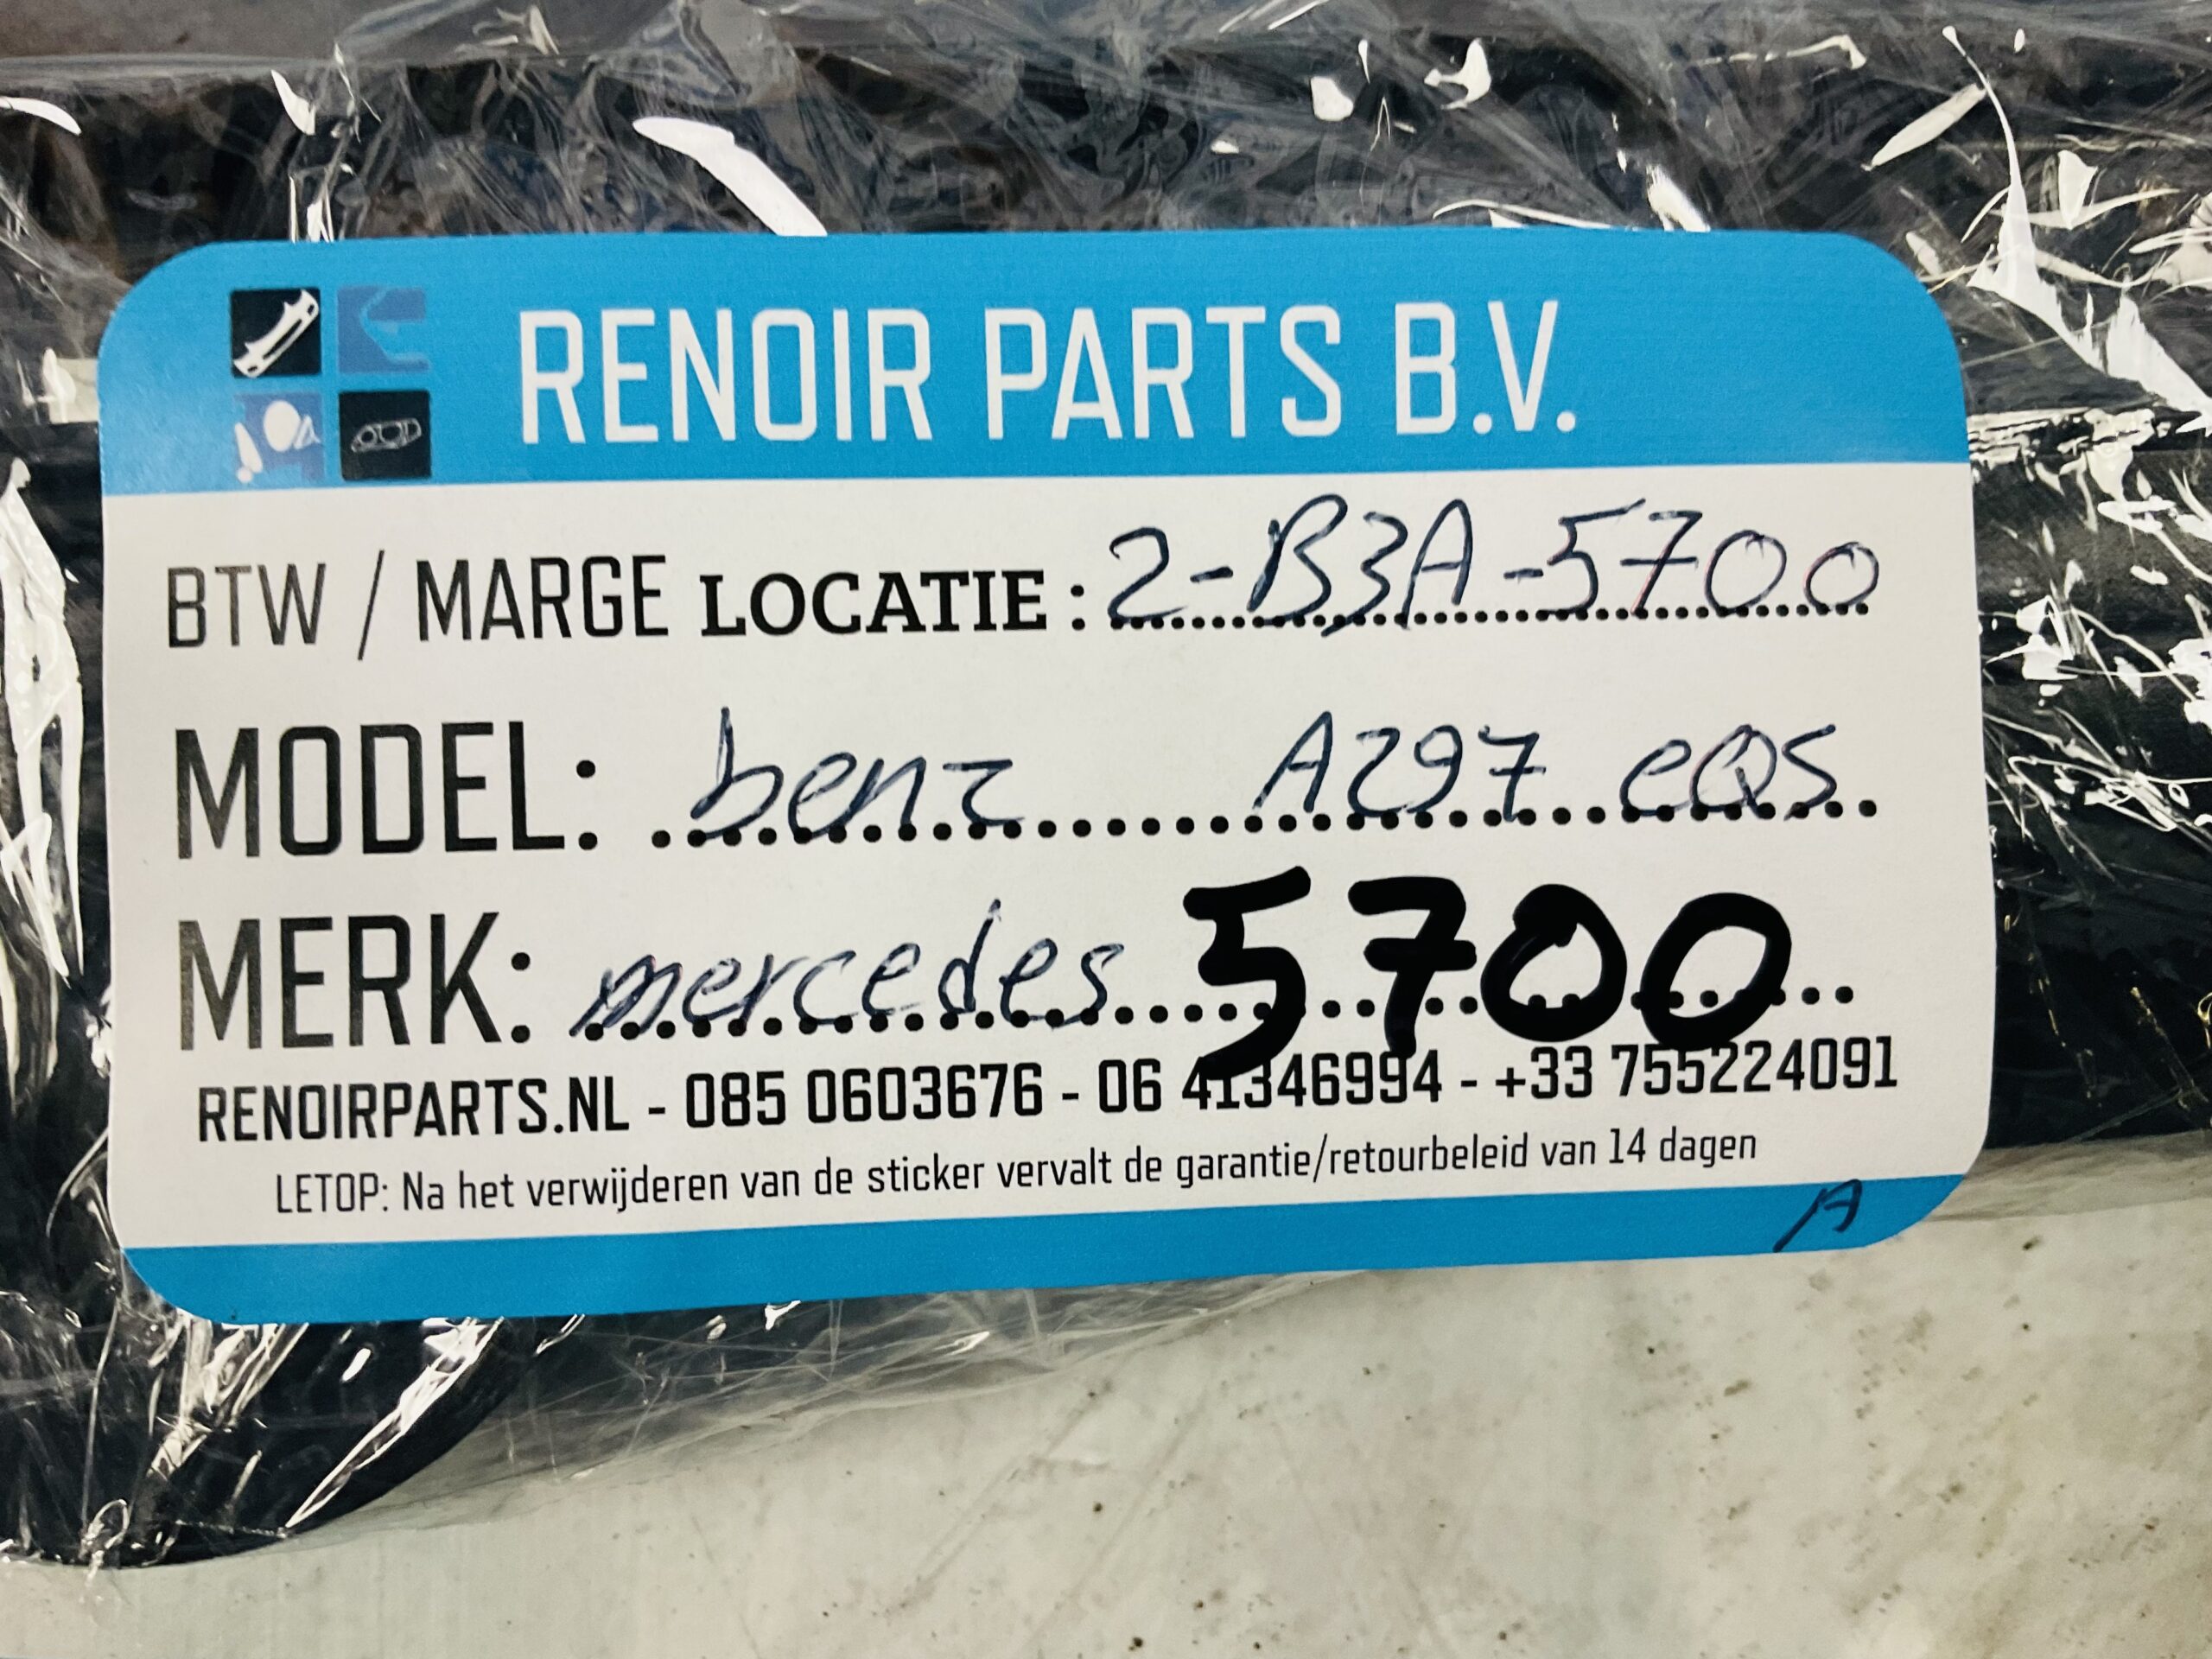 RENOIR PARTS B.V.
BTW / MARGE LOCATIE : 2-B3A-5700
MODEL: benz A297 eQS
MERK: mercedes 5700
RENOIRPARTS.NL - 085 0603676 - 06 41346994 - +33 755224091
LETOP: Na het verwijderen van de sticker vervalt de garantie/retourbeleid van 14 dagen
A